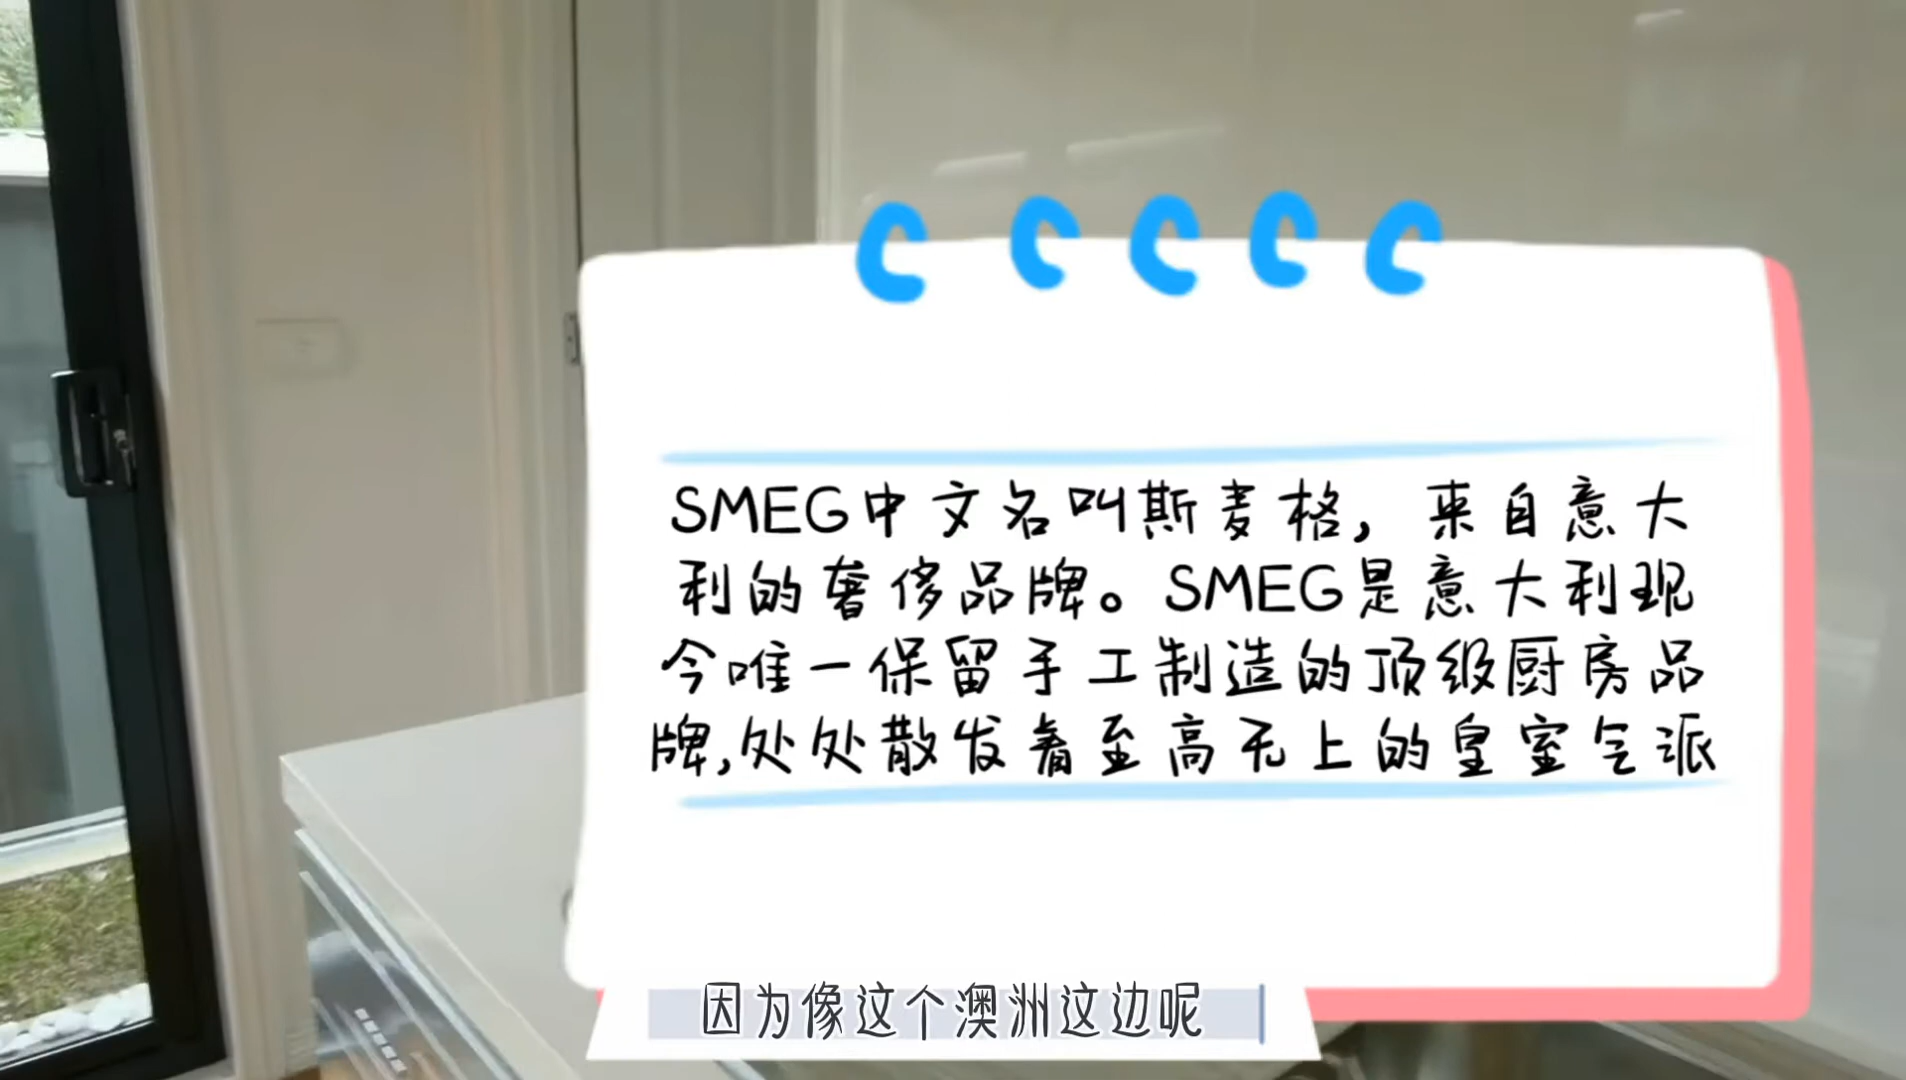 SMEG中文名叫斯麦格，来自意大
利的奢侈品牌。SMEG是意大利现
今唯一保留手工制造的顶级厨房品
牌,处处散发着至高无上的皇室气派
因为像这个澳洲这边呢